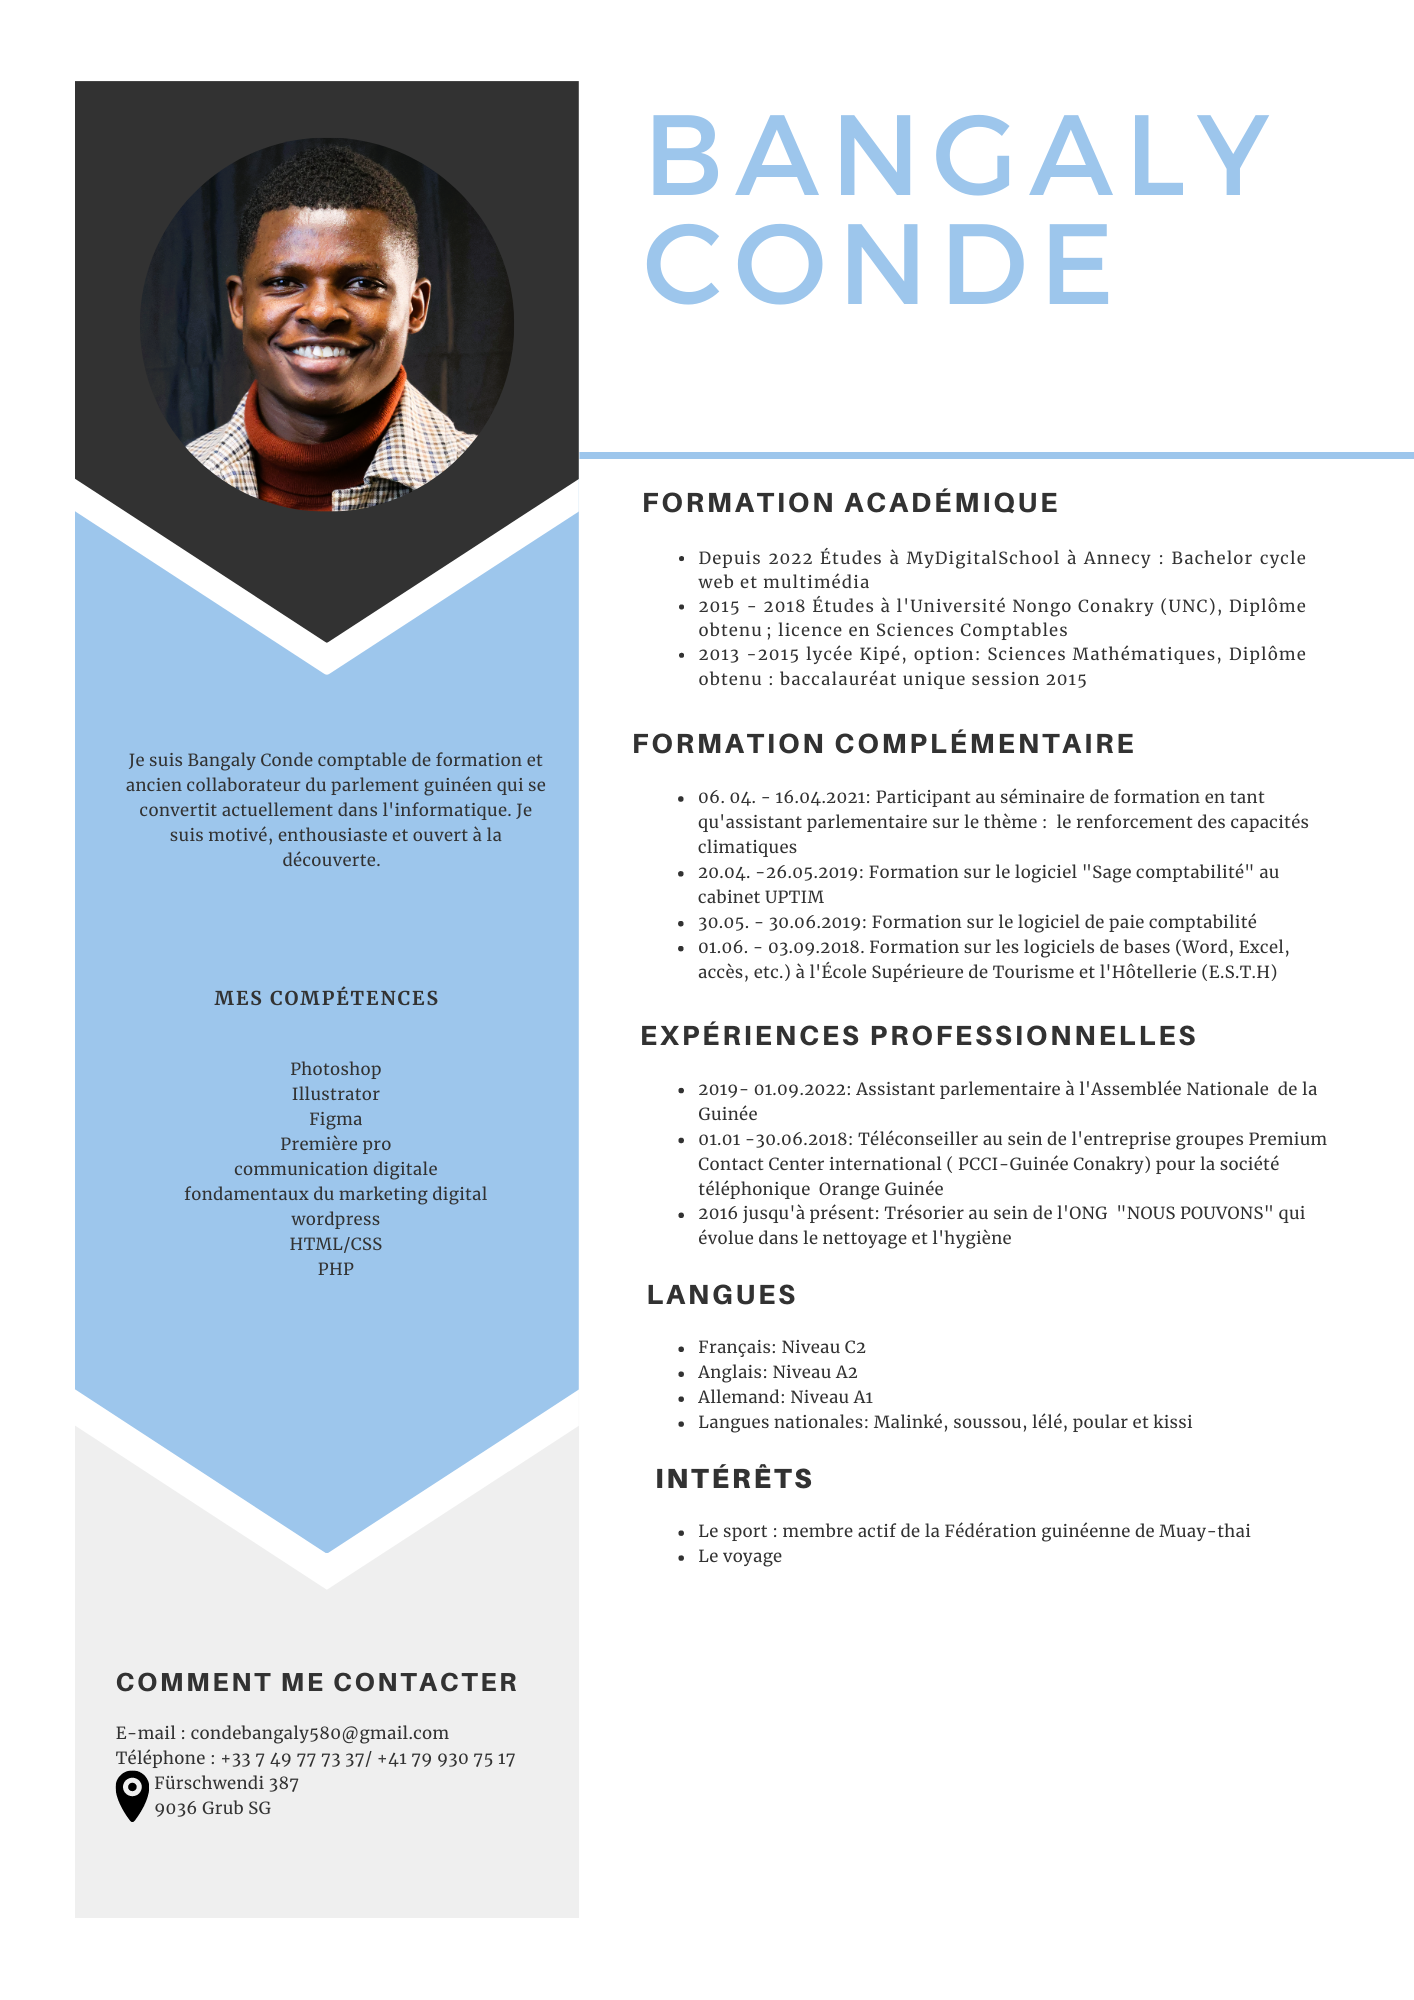 BANGALY
CONDE
FORMATION ACADÉMIQUE
• Depuis 2022 Études à MyDigitalSchool à Annecy : Bachelor cycle
web et multimédia
• 2015 - 2018 Études à l'Université Nongo Conakry (UNC), Diplôme
obtenu ; licence en Sciences Comptables
• 2013 -2015 lycée Kipé, option: Sciences Mathématiques, Diplôme
obtenu : baccalauréat unique session 2015
FORMATION COMPLÉMENTAIRE
• 06. 04. - 16.04.2021: Participant au séminaire de formation en tant
qu'assistant parlementaire sur le thème : le renforcement des capacités
climatiques
• 20.04. -26.05.2019: Formation sur le logiciel "Sage comptabilité" au
cabinet UPTIM
• 30.05. - 30.06.2019: Formation sur le logiciel de paie comptabilité
• 01.06. - 03.09.2018. Formation sur les logiciels de bases (Word, Excel,
accès, etc.) à l'École Supérieure de Tourisme et l'Hôtellerie (E.S.T.H)
EXPÉRIENCES PROFESSIONNELLES
• 2019- 01.09.2022: Assistant parlementaire à l'Assemblée Nationale de la
Guinée
• 01.01 -30.06.2018: Téléconseiller au sein de l'entreprise groupes Premium
Contact Center international ( PCCI-Guinée Conakry) pour la société
téléphonique Orange Guinée
• 2016 jusqu'à présent: Trésorier au sein de l'ONG "NOUS POUVONS" qui
évolue dans le nettoyage et l'hygiène
LANGUES
• Français: Niveau C2
• Anglais: Niveau A2
• Allemand: Niveau A1
• Langues nationales: Malinké, soussou, lélé, poular et kissi
INTÉRÊTS
• Le sport : membre actif de la Fédération guinéenne de Muay-thai
• Le voyage
Je suis Bangaly Conde comptable de formation et
ancien collaborateur du parlement guinéen qui se
convertit actuellement dans l'informatique. Je
suis motivé, enthousiaste et ouvert à la
découverte.
MES COMPÉTENCES
Photoshop
Illustrator
Figma
Première pro
communication digitale
fondamentaux du marketing digital
wordpress
HTML/CSS
PHP
COMMENT ME CONTACTER
E-mail : condebangaly580@gmail.com
Téléphone : +33 7 49 77 73 37/ +41 79 930 75 17
Fürschwendi 387
9036 Grub SG